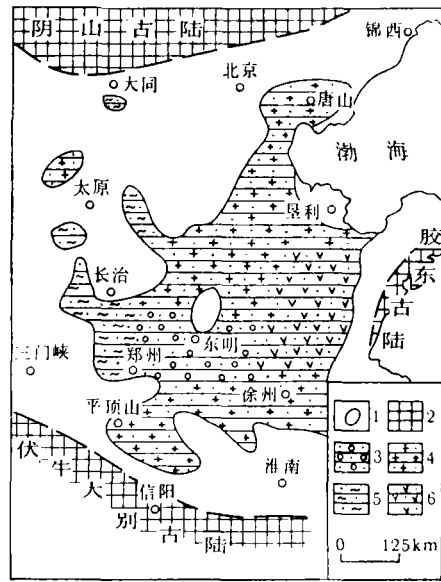 阴山古陆
锦西
大同
北京
唐山
渤海
太原
垦利
胶东古陆
长治
东明
三门峡
郑州
徐州
平顶山
淮南
伏牛大别古陆
信阳
1 2
3 4
5 6
0 125km